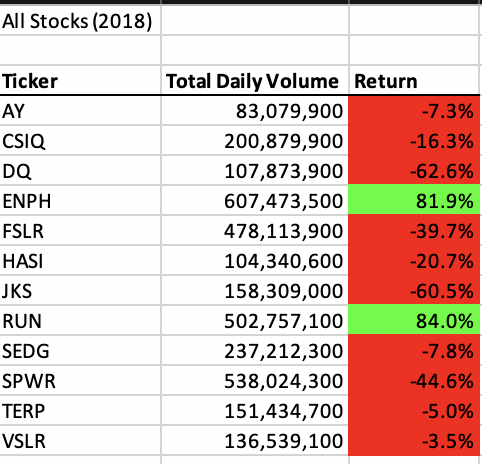 All Stocks (2018)
Ticker Total Daily Volume Return
AY 83,079,900 -7.3%
CSIQ 200,879,900 -16.3%
DQ 107,873,900 -62.6%
ENPH 607,473,500 81.9%
FSLR 478,113,900 -39.7%
HASI 104,340,600 -20.7%
JKS 158,309,000 -60.5%
RUN 502,757,100 84.0%
SEDG 237,212,300 -7.8%
SPWR 538,024,300 -44.6%
TERP 151,434,700 -5.0%
VSLR 136,539,100 -3.5%